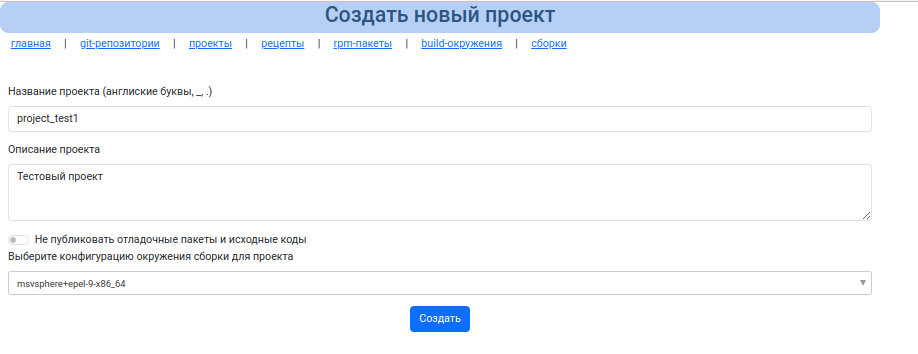 Создать новый проект
главная | git-репозитории | проекты | рецепты | rpm-пакеты | build-окружения | сборки
Название проекта (англиские буквы, _, .)
project_test1
Описание проекта
Тестовый проект
Не публиковать отладочные пакеты и исходные коды
Выберите конфигурацию окружения сборки для проекта
msvsphere+epel-9-x86_64
Создать